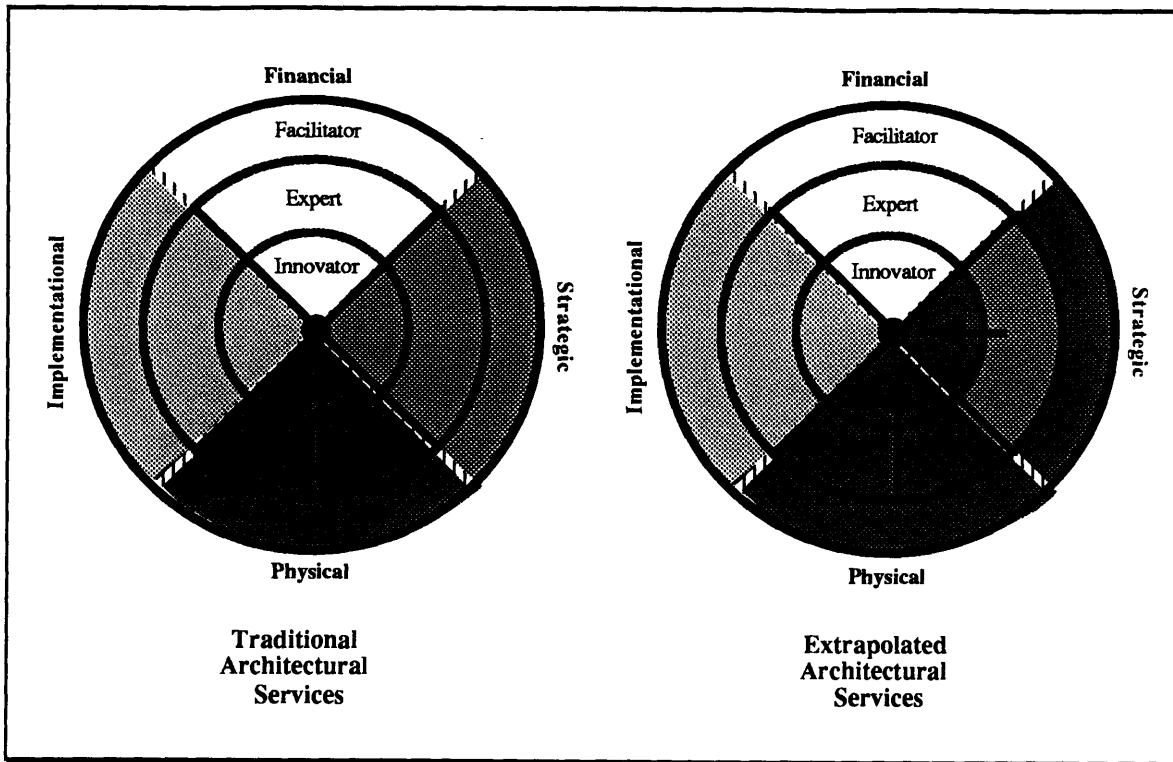 Financial
Facilitator
Expert
Innovator
Implementational
Strategic
Physical
Traditional
Architectural
Services
Financial
Facilitator
Expert
Innovator
Implementational
Strategic
Physical
Extrapolated
Architectural
Services